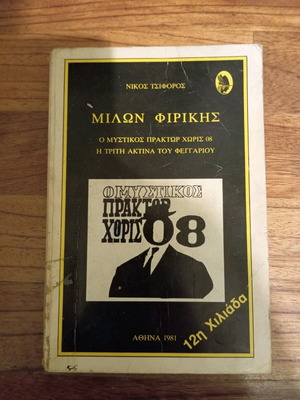 ΝΙΚΟΣ ΤΣΙΦΟΡΟΣ
ΜΙΛΩΝ ΦΙΡΙΚΗΣ
Ο ΜΥΣΤΙΚΟΣ ΠΡΑΚΤΩΡ ΧΩΡΙΣ 08
Η ΤΡΙΤΗ ΑΚΤΙΝΑ ΤΟΥ ΦΕΓΓΑΡΙΟΥ
Ο ΜΥΣΤΙΚΟΣ
ΠΡΑΚΤΩΡ
ΧΩΡΙΣ 08
12η Χιλιάδα
ΑΘΗΝΑ 1981